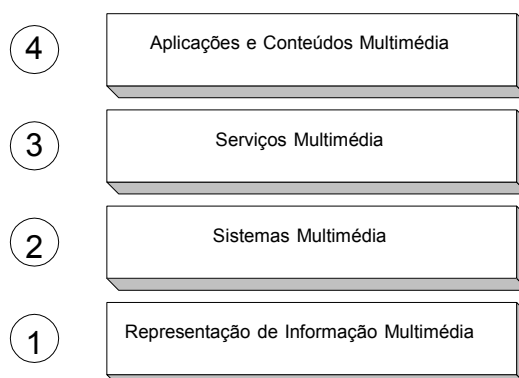 4 Aplicações e Conteúdos Multimédia
3 Serviços Multimédia
2 Sistemas Multimédia
1 Representação de Informação Multimédia